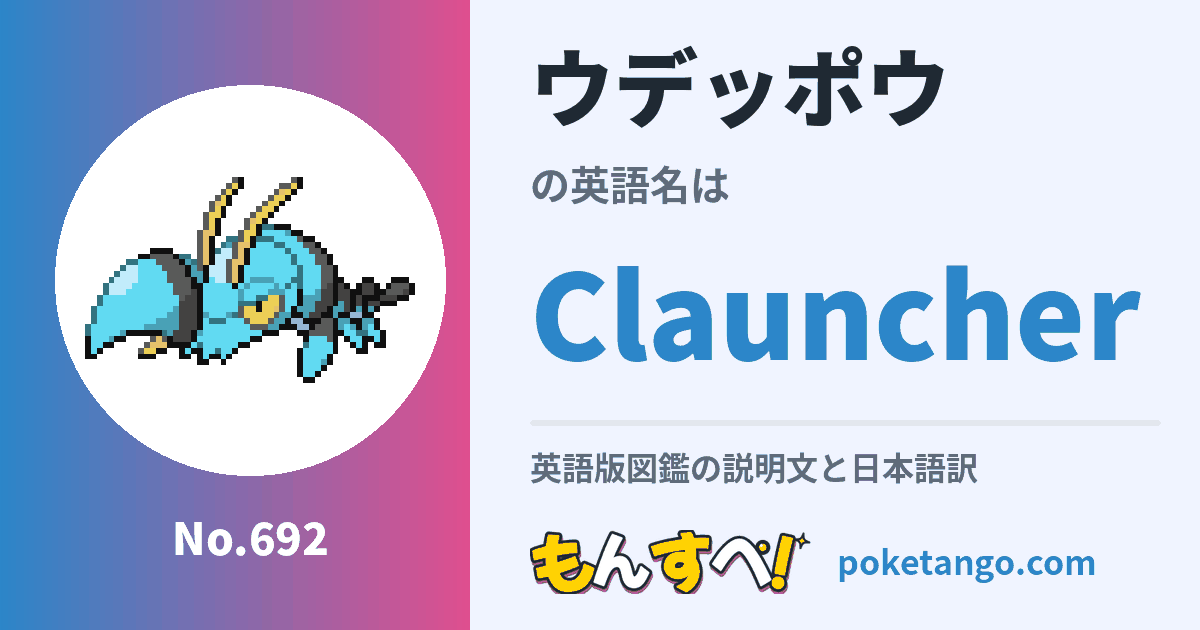 ウデッポウ
の英語名は
Clauncher
英語版図鑑の説明文と日本語訳
もんすぺ!
poketango.com
No.692